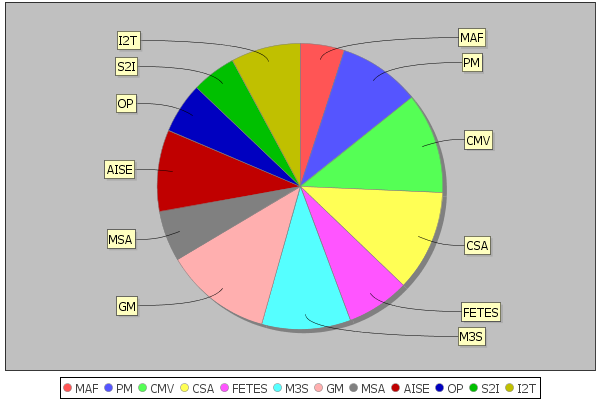 I2T
MAF
S2I
PM
OP
CMV
AISE
MSA
CSA
GM
FETES
M3S
MAF PM CMV CSA FETES M3S GM MSA AISE OP S2I I2T